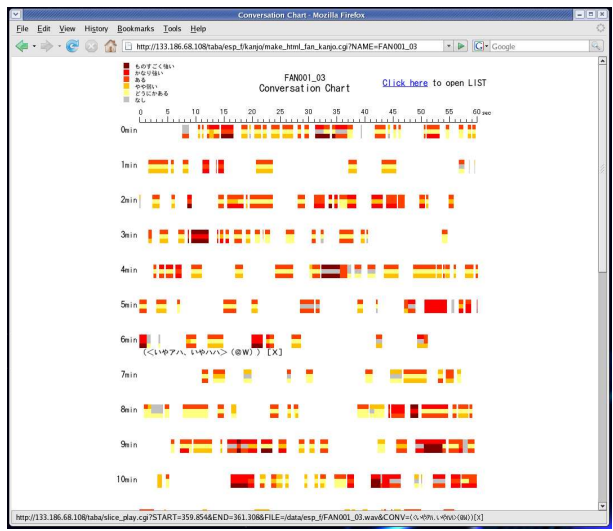 Conversation Chart - Mozilla Firefox
File Edit View History Bookmarks Tools Help
http://133.186.68.108/taba/esp_f/kanjo/make_html_fan_kanjo.cgi?NAME=FAN001_03
Google
ものすごく強い
かなり強い
ある
やや弱い
どうにかある
なし
FAN001_03
Conversation Chart
Click here to open LIST
0 5 10 15 20 25 30 35 40 45 50 55 60 sec
0min
1min
2min
3min
4min
5min
6min
(<いやアハ、いやハハ>(@W)) [X]
7min
8min
9min
10min
http://133.186.68.108/taba/slice_play.cgi?START=359.854&END=361.308&FILE=/data/esp_f/FAN001_03.wav&CONV=(<いやアハ、いやハハ>(@W))[X]